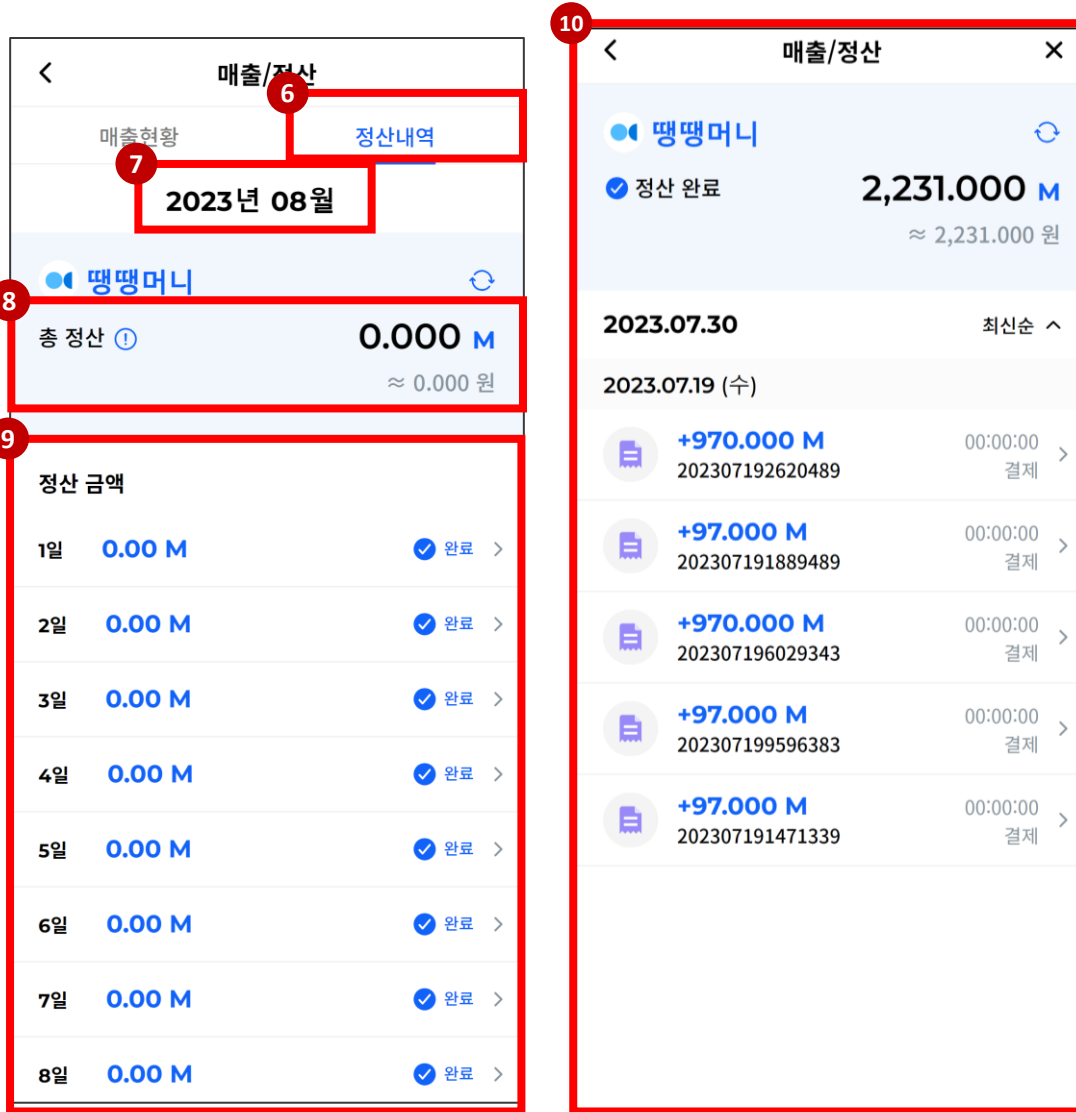 매출/정산
6
매출현황
정산내역
7
2023년 08월
땡땡머니
8
총 정산
0.000 M
≈ 0.000 원
9
정산 금액
1일 0.00 M 완료
2일 0.00 M 완료
3일 0.00 M 완료
4일 0.00 M 완료
5일 0.00 M 완료
6일 0.00 M 완료
7일 0.00 M 완료
8일 0.00 M 완료
10
매출/정산
땡땡머니
정산 완료 2,231.000 M
≈ 2,231.000 원
2023.07.30 최신순
2023.07.19 (수)
+970.000 M 00:00:00
202307192620489 결제
+97.000 M 00:00:00
202307191889489 결제
+970.000 M 00:00:00
202307196029343 결제
+97.000 M 00:00:00
202307199596383 결제
+97.000 M 00:00:00
202307191471339 결제